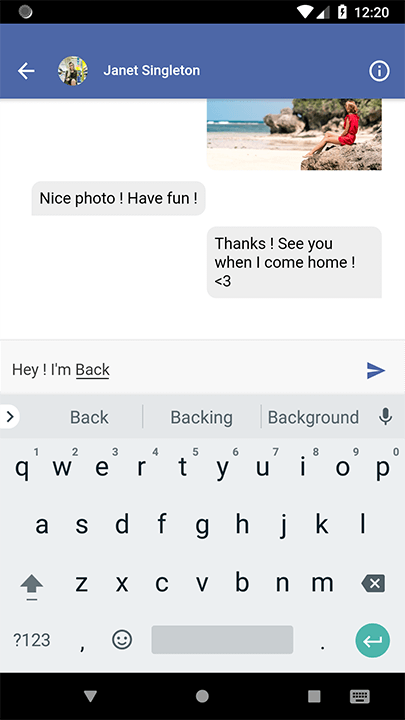 12:20
Janet Singleton
Nice photo ! Have fun !
Thanks ! See you
when I come home !
<3
Hey ! I'm Back
Back Backing Background
1 2 3 4 5 6 7 8 9 0
q w e r t y u i o p
a s d f g h j k l
z x c v b n m
?123 , .